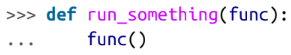 >>> def run_something(func):
...     func()